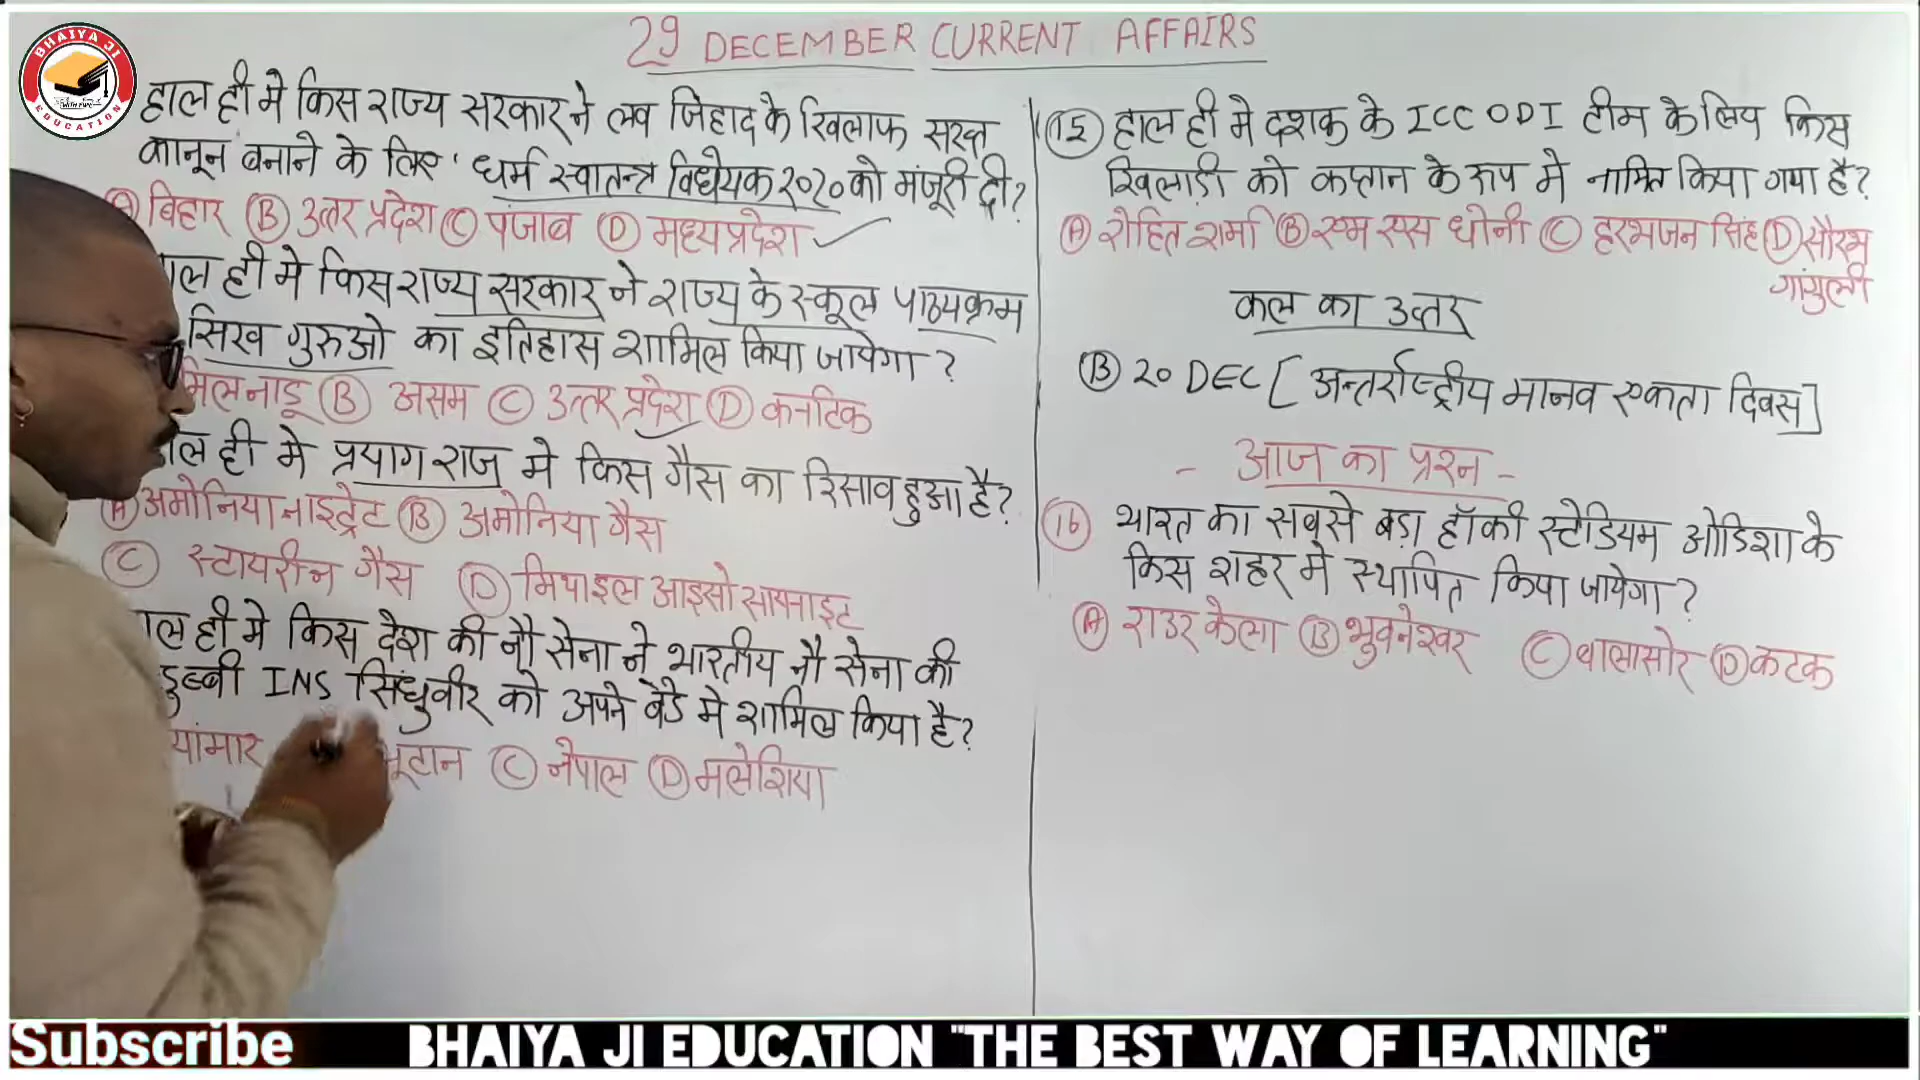 29 DECEMBER CURRENT AFFAIRS
BHAIYA JI
EDUCATION
हाल ही मे किस राज्य सरकार ने लव जिहाद के खिलाफ सख्त
कानून बनाने के लिए 'धर्म स्वातन्त्र विधेयक २०२० को मंजूरी दी?
A बिहार B उत्तर प्रदेश C पंजाब D मध्यप्रदेश ✓
ही मे किस राज्य सरकार ने राज्य के स्कूल पाठ्यक्रम
सिख गुरुओ का इतिहास शामिल किया जायेगा?
B असम C उत्तर प्रदेश D कर्नाटक
ही मे प्रयागराज मे किस गैस का रिसाव हुआ है?
A अमोनिया नाइट्रेट B अमोनिया गैस
C स्टायरीन गैस D मिथाइल आइसो सायनाइट
ही मे किस देश की नौ सेना ने भारतीय नौ सेना की
INS सिंधुवीर को अपने बेडे मे शामिल किया है?
C नेपाल D मलेशिया
15 हाल ही मे दशक के ICC ODI टीम के लिय किस
खिलाड़ी को कप्तान के रूप मे नामित किया गया है?
A रोहित शर्मा B एम एस धोनी C हरभजन सिंह D सौरभ
गांगुली
कल का उत्तर
B 20 DEC [अन्तर्राष्ट्रीय मानव एकता दिवस]
- आज का प्रश्न -
16 भारत का सबसे बड़ा हॉकी स्टेडियम ओडिशा के
किस शहर मे स्थापित किया जायेगा?
A राउरकेला B भुवनेश्वर C बालासोर D कटक
Subscribe BHAIYA JI EDUCATION "THE BEST WAY OF LEARNING"